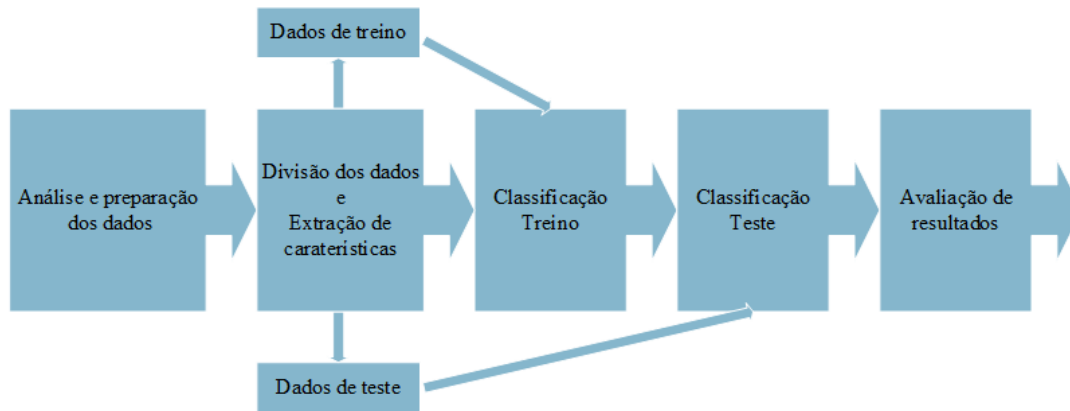 Dados de treino
Análise e preparação
dos dados
Divisão dos dados
e
Extração de
caraterísticas
Classificação
Treino
Classificação
Teste
Avaliação de
resultados
Dados de teste